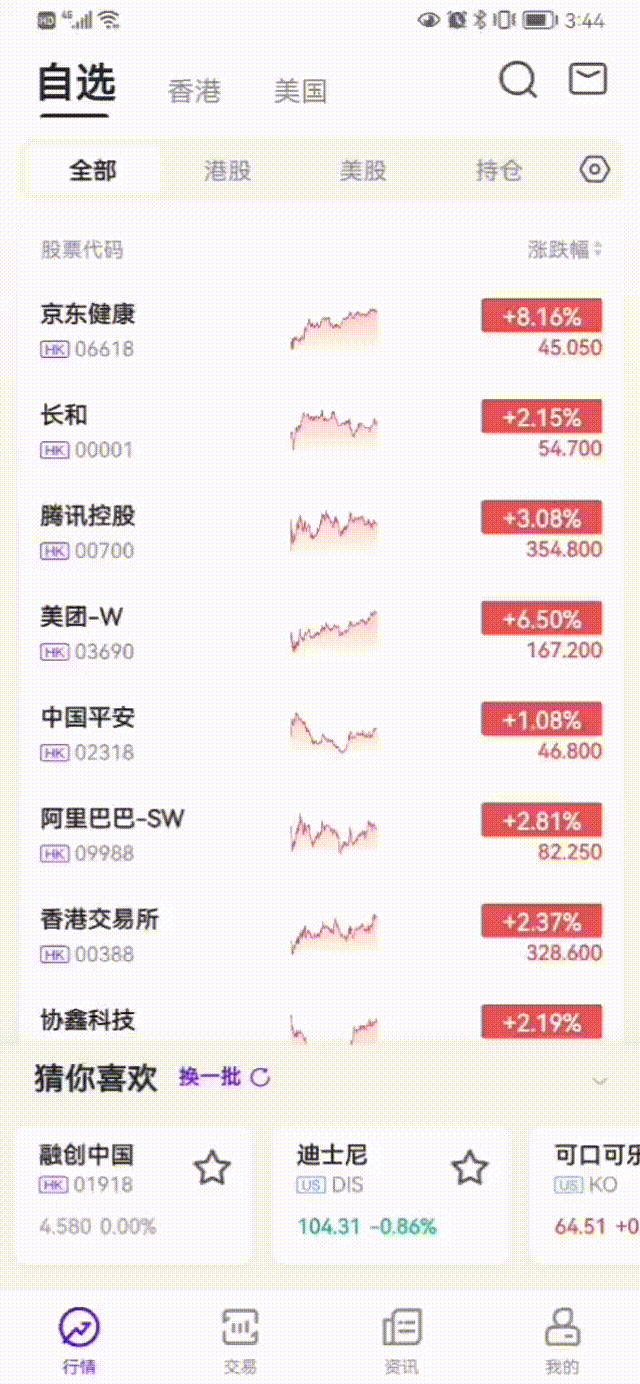 HD 4G 3:44
自选 香港 美国
全部 港股 美股 持仓
股票代码 涨跌幅
京东健康 +8.16%
HK 06618 45.050
长和 +2.15%
HK 00001 54.700
腾讯控股 +3.08%
HK 00700 354.800
美团-W +6.50%
HK 03690 167.200
中国平安 +1.08%
HK 02318 46.800
阿里巴巴-SW +2.81%
HK 09988 82.250
香港交易所 +2.37%
HK 00388 328.600
协鑫科技 +2.19%
猜你喜欢 换一批
融创中国 迪士尼 可口可乐
HK 01918 US DIS US KO
4.580 0.00% 104.31 -0.86% 64.51 +0
行情 交易 资讯 我的